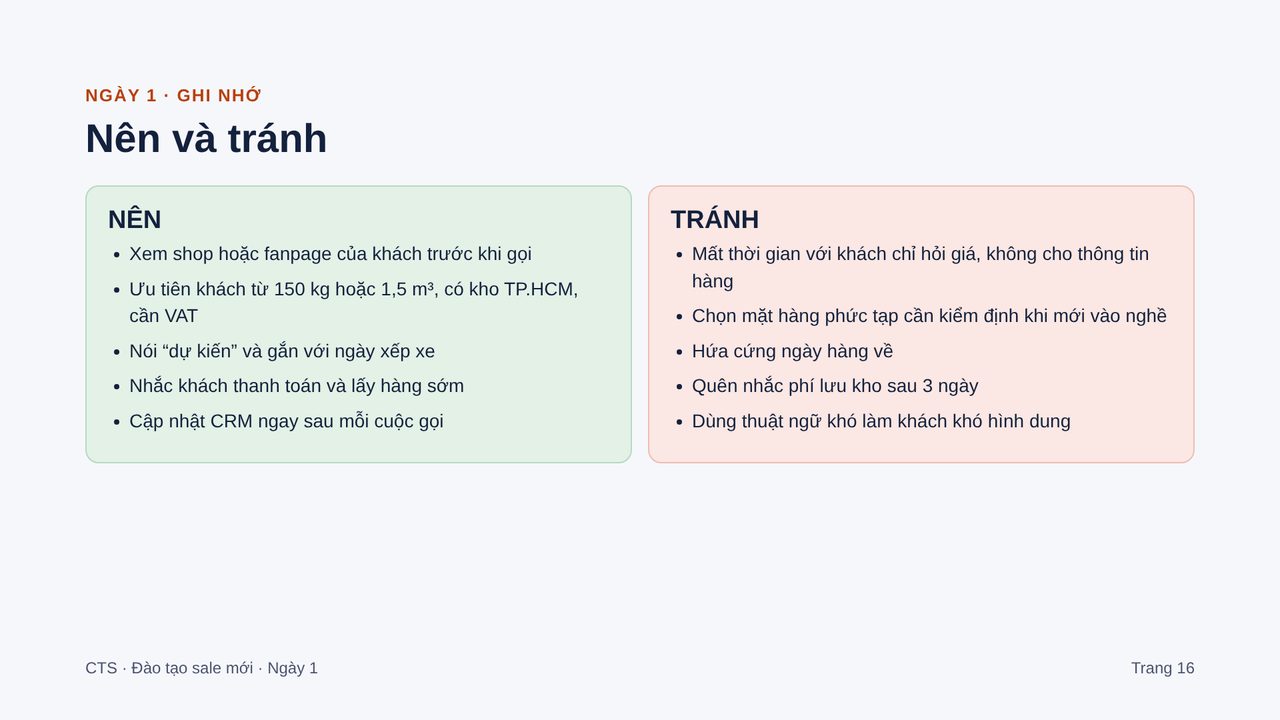 NGÀY 1 · GHI NHỚ
Nên và tránh
NÊN
• Xem shop hoặc fanpage của khách trước khi gọi
• Ưu tiên khách từ 150 kg hoặc 1,5 m³, có kho TP.HCM,
cần VAT
• Nói “dự kiến” và gắn với ngày xếp xe
• Nhắc khách thanh toán và lấy hàng sớm
• Cập nhật CRM ngay sau mỗi cuộc gọi
TRÁNH
• Mất thời gian với khách chỉ hỏi giá, không cho thông tin
hàng
• Chọn mặt hàng phức tạp cần kiểm định khi mới vào nghề
• Hứa cứng ngày hàng về
• Quên nhắc phí lưu kho sau 3 ngày
• Dùng thuật ngữ khó làm khách khó hình dung
CTS · Đào tạo sale mới · Ngày 1
Trang 16